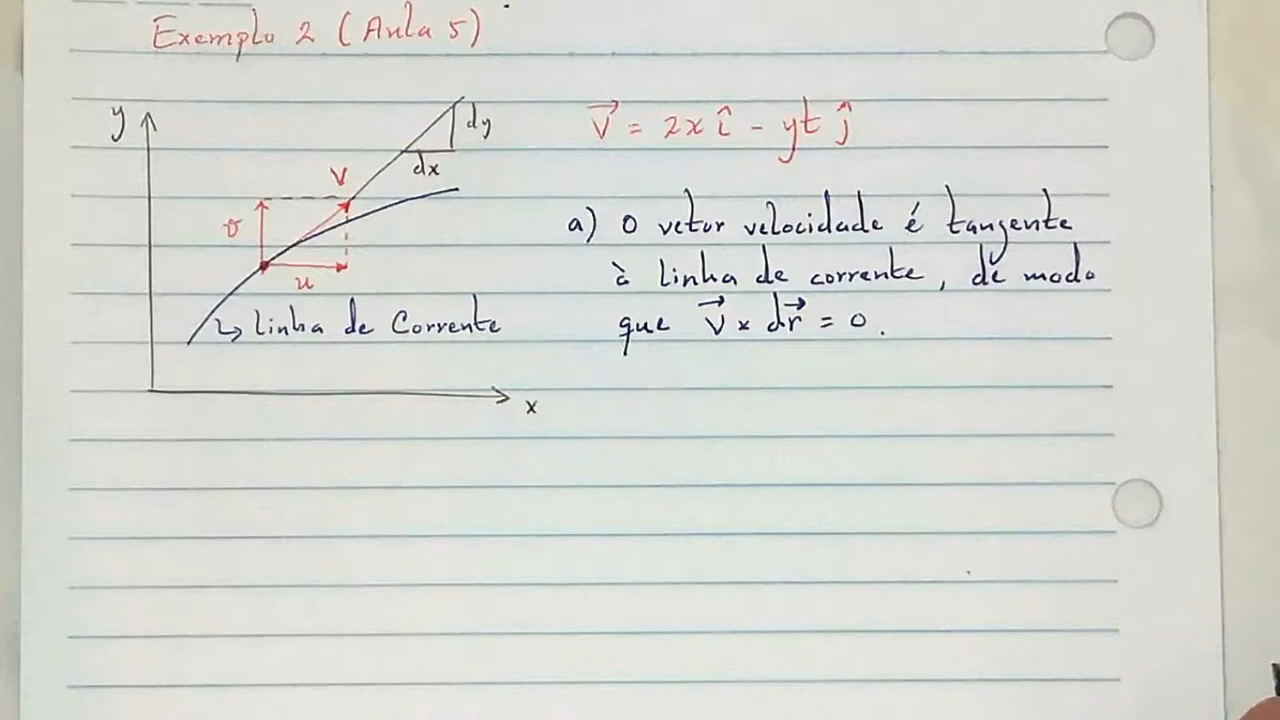 Exemplo 2 (Aula 5)
y
dy
dx
V
v
u
↳ Linha de Corrente
x
V⃗ = 2x î - yt ĵ
a) O vetor velocidade é tangente
à linha de corrente, de modo
que V⃗ × dr⃗ = 0.